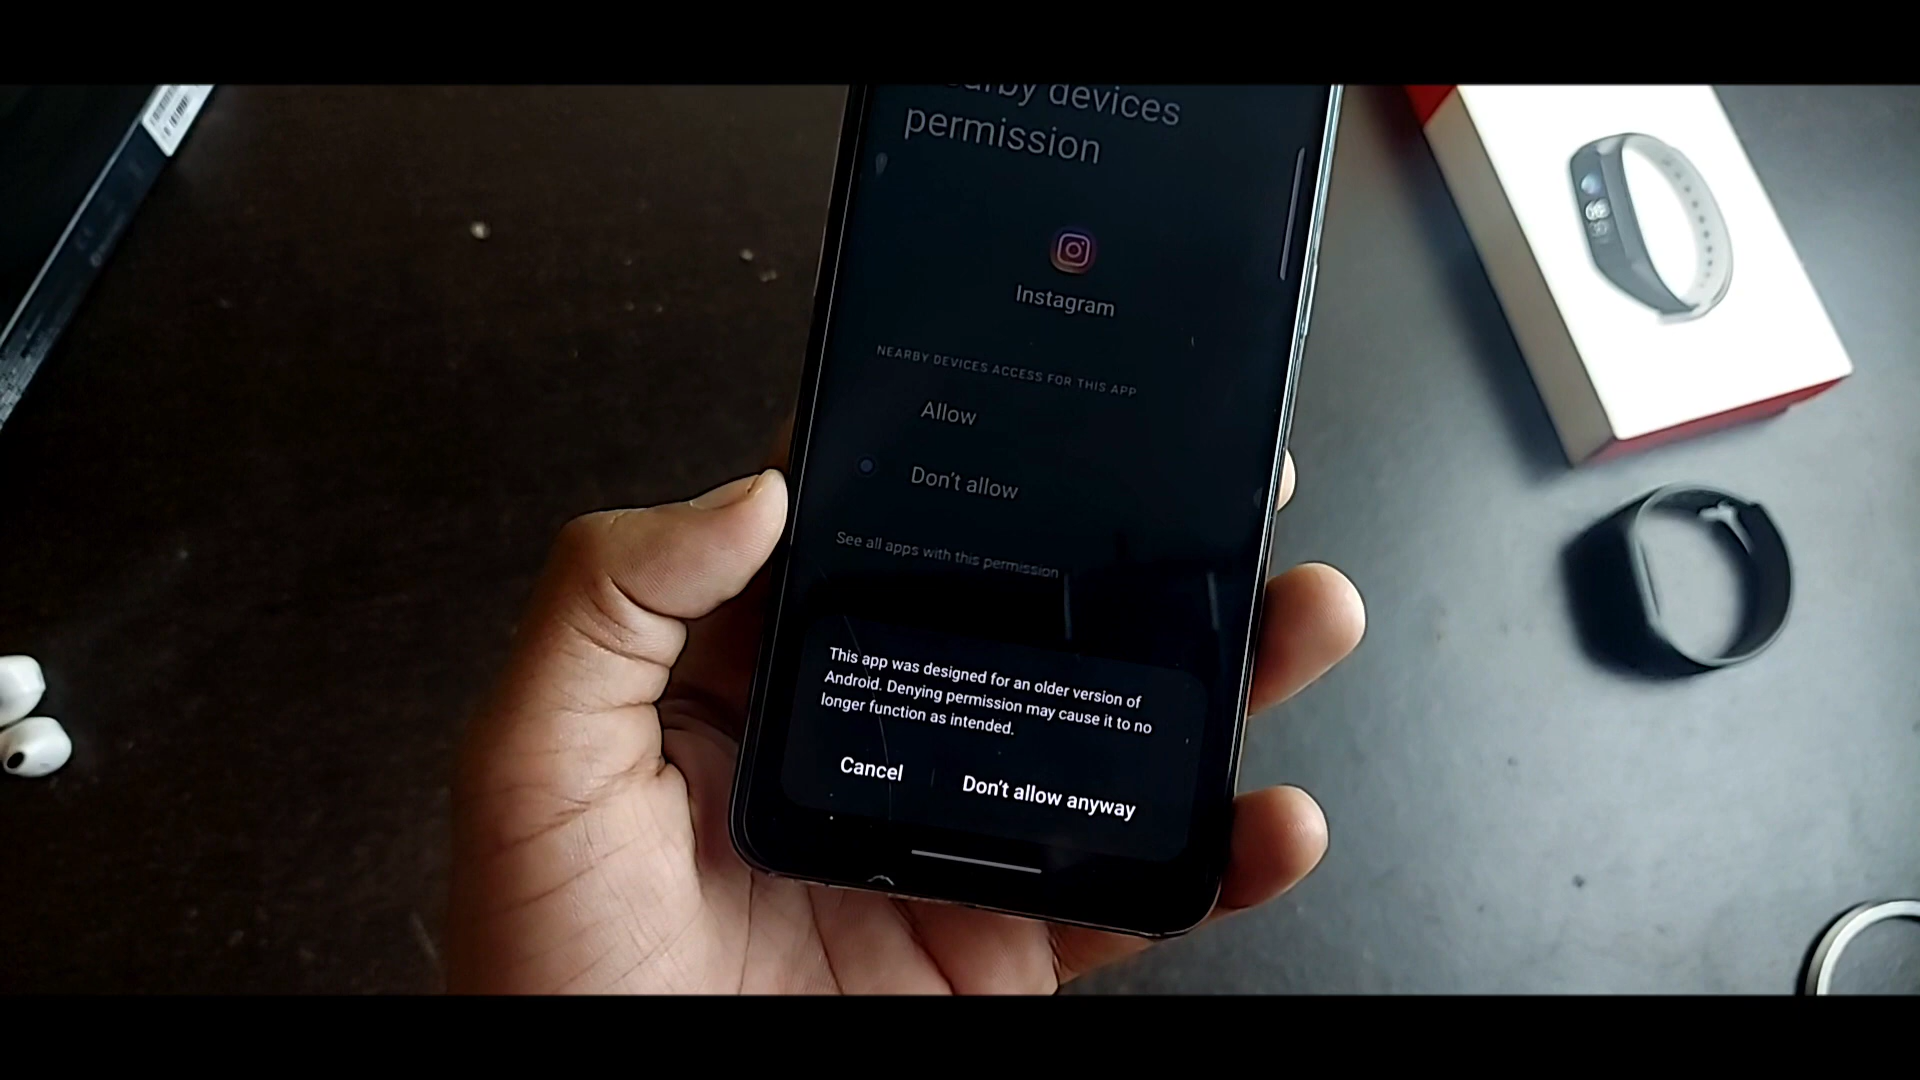 devices
permission
Instagram
NEARBY DEVICES ACCESS FOR THIS APP
Allow
Don't allow
See all apps with this permission
This app was designed for an older version of
Android. Denying permission may cause it to no
longer function as intended.
Cancel
Don't allow anyway